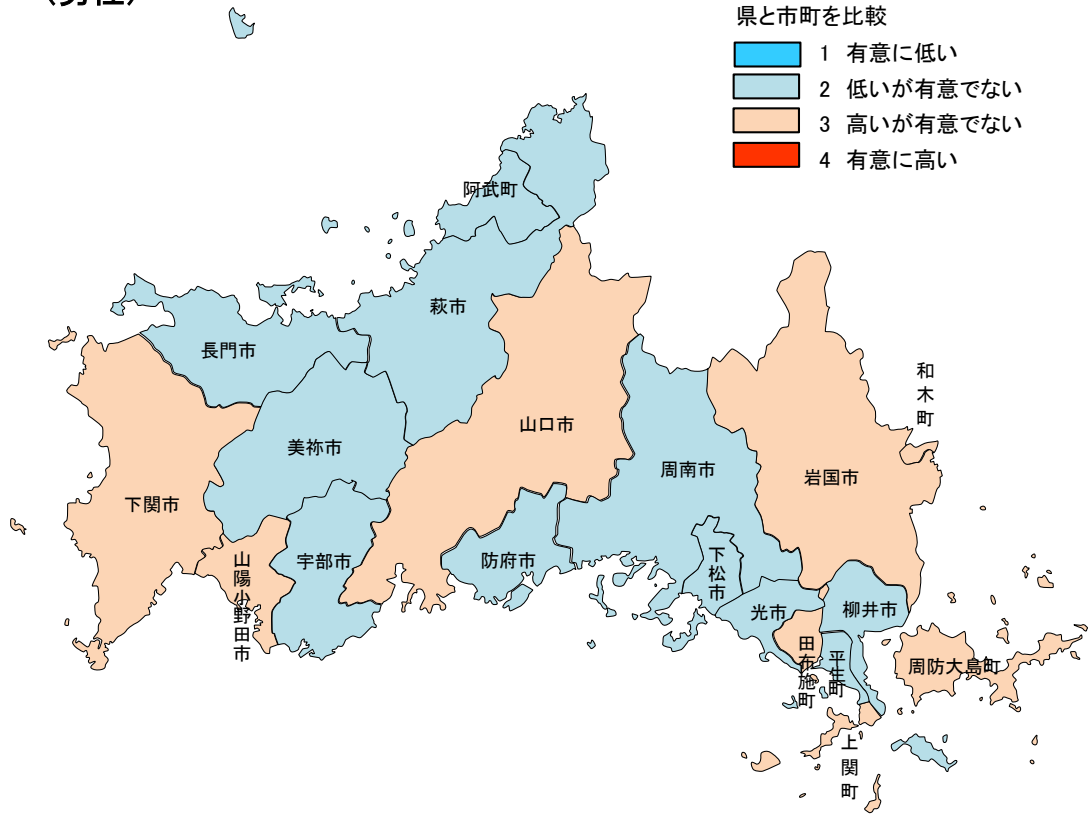 (男性)
県と市町を比較
1 有意に低い
2 低いが有意でない
3 高いが有意でない
4 有意に高い
阿武町
萩市
長門市
和木町
山口市
美祢市
周南市
岩国市
下関市
宇部市
防府市
山陽小野田市
下松市
光市
柳井市
田布施町
平生町
周防大島町
上関町